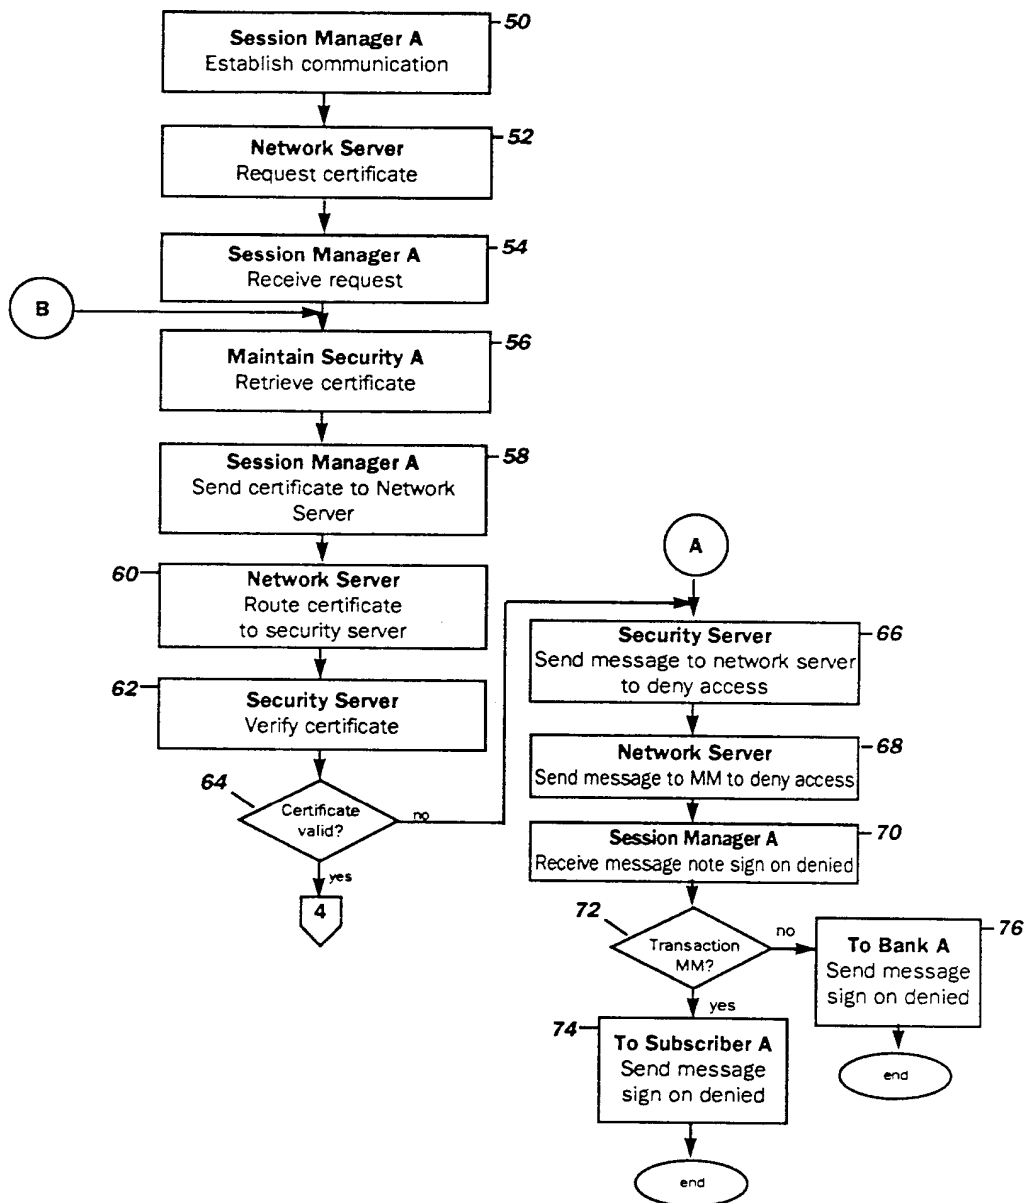 50
Session Manager A
Establish communication
52
Network Server
Request certificate
54
Session Manager A
Receive request
B
56
Maintain Security A
Retrieve certificate
58
Session Manager A
Send certificate to Network
Server
60
Network Server
Route certificate
to security server
62
Security Server
Verify certificate
64
Certificate
valid?
no
yes
4
A
66
Security Server
Send message to network server
to deny access
68
Network Server
Send message to MM to deny access
70
Session Manager A
Receive message note sign on denied
72
Transaction
MM?
no
yes
76
To Bank A
Send message
sign on denied
end
74
To Subscriber A
Send message
sign on denied
end